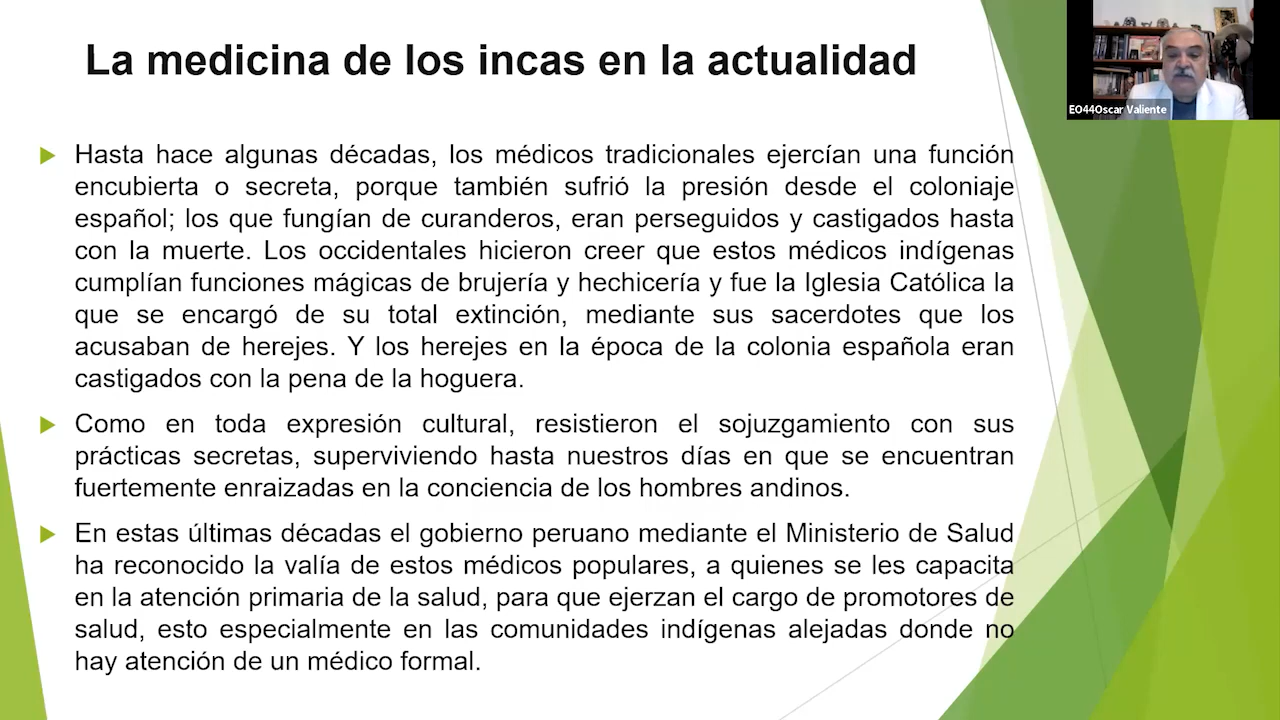 La medicina de los incas en la actualidad
EO44Oscar Valiente
Hasta hace algunas décadas, los médicos tradicionales ejercían una función
encubierta o secreta, porque también sufrió la presión desde el coloniaje
español; los que fungían de curanderos, eran perseguidos y castigados hasta
con la muerte. Los occidentales hicieron creer que estos médicos indígenas
cumplían funciones mágicas de brujería y hechicería y fue la Iglesia Católica la
que se encargó de su total extinción, mediante sus sacerdotes que los
acusaban de herejes. Y los herejes en la época de la colonia española eran
castigados con la pena de la hoguera.
Como en toda expresión cultural, resistieron el sojuzgamiento con sus
prácticas secretas, superviviendo hasta nuestros días en que se encuentran
fuertemente enraizadas en la conciencia de los hombres andinos.
En estas últimas décadas el gobierno peruano mediante el Ministerio de Salud
ha reconocido la valía de estos médicos populares, a quienes se les capacita
en la atención primaria de la salud, para que ejerzan el cargo de promotores de
salud, esto especialmente en las comunidades indígenas alejadas donde no
hay atención de un médico formal.